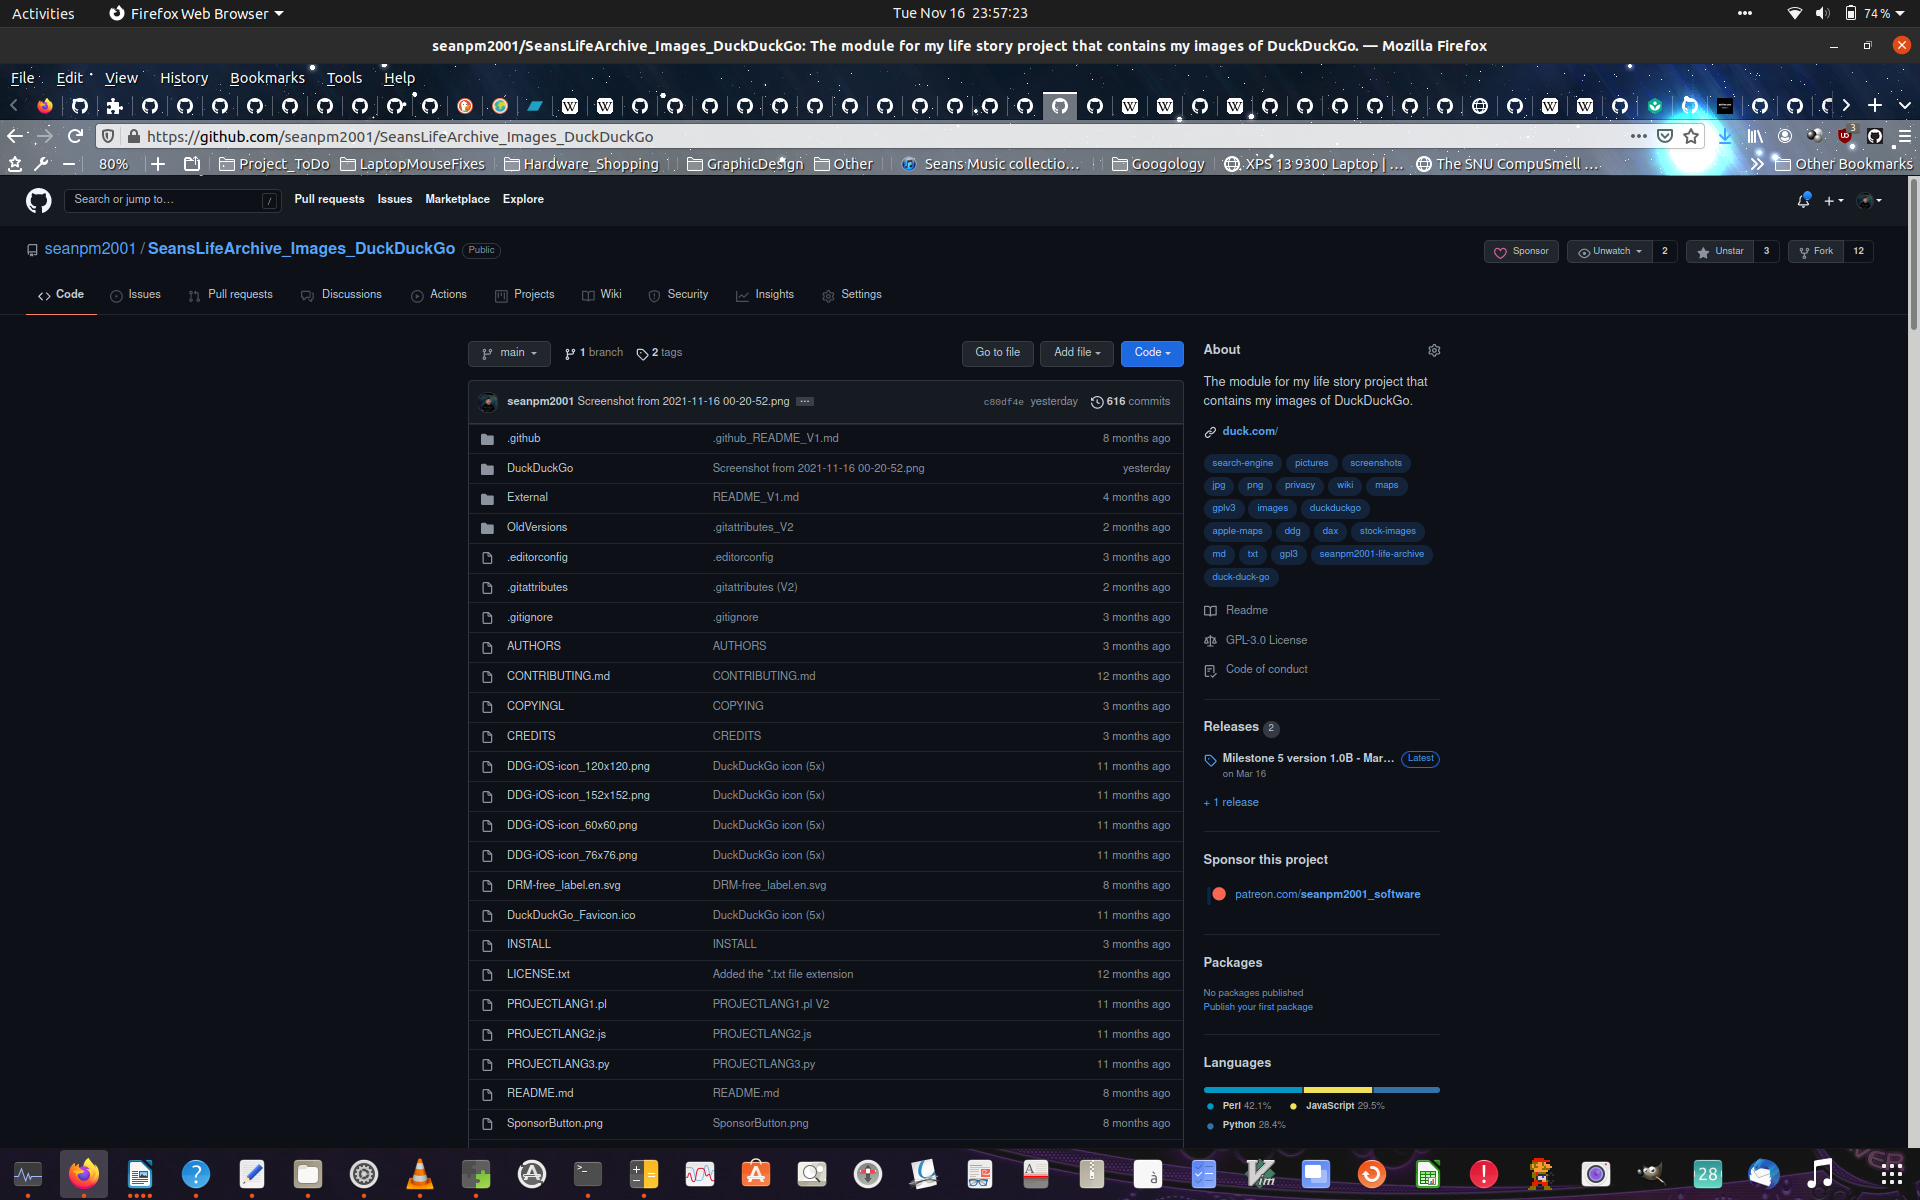 Activities Firefox Web Browser Tue Nov 16 23:57:23 74 %
seanpm2001/SeansLifeArchive_Images_DuckDuckGo: The module for my life story project that contains my images of DuckDuckGo. — Mozilla Firefox
File Edit View History Bookmarks Tools Help
https://github.com/seanpm2001/SeansLifeArchive_Images_DuckDuckGo 3
80% Project_ToDo LaptopMouseFixes Hardware_Shopping GraphicDesign Other Seans Music collectio… Googology XPS 13 9300 Laptop | … The SNU CompuSmell … Other Bookmarks
Search or jump to… / Pull requests Issues Marketplace Explore
seanpm2001 / SeansLifeArchive_Images_DuckDuckGo Public Sponsor Unwatch 2 Unstar 3 Fork 12
Code Issues Pull requests Discussions Actions Projects Wiki Security Insights Settings
main 1 branch 2 tags Go to file Add file Code
seanpm2001 Screenshot from 2021-11-16 00-20-52.png ... c80df4e yesterday 616 commits
.github .github_README_V1.md 8 months ago
DuckDuckGo Screenshot from 2021-11-16 00-20-52.png yesterday
External README_V1.md 4 months ago
OldVersions .gitattributes_V2 2 months ago
.editorconfig .editorconfig 3 months ago
.gitattributes .gitattributes (V2) 2 months ago
.gitignore .gitignore 3 months ago
AUTHORS AUTHORS 3 months ago
CONTRIBUTING.md CONTRIBUTING.md 12 months ago
COPYINGL COPYING 3 months ago
CREDITS CREDITS 3 months ago
DDG-iOS-icon_120x120.png DuckDuckGo icon (5x) 11 months ago
DDG-iOS-icon_152x152.png DuckDuckGo icon (5x) 11 months ago
DDG-iOS-icon_60x60.png DuckDuckGo icon (5x) 11 months ago
DDG-iOS-icon_76x76.png DuckDuckGo icon (5x) 11 months ago
DRM-free_label.en.svg DRM-free_label.en.svg 8 months ago
DuckDuckGo_Favicon.ico DuckDuckGo icon (5x) 11 months ago
INSTALL INSTALL 3 months ago
LICENSE.txt Added the *.txt file extension 12 months ago
PROJECTLANG1.pl PROJECTLANG1.pl V2 11 months ago
PROJECTLANG2.js PROJECTLANG2.js 11 months ago
PROJECTLANG3.py PROJECTLANG3.py 11 months ago
README.md README.md 8 months ago
SponsorButton.png SponsorButton.png 8 months ago
About
The module for my life story project that
contains my images of DuckDuckGo.
duck.com/
search-engine pictures screenshots
jpg png privacy wiki maps
gplv3 images duckduckgo
apple-maps ddg dax stock-images
md txt gpl3 seanpm2001-life-archive
duck-duck-go
Readme
GPL-3.0 License
Code of conduct
Releases 2
Milestone 5 version 1.0B - Mar… Latest
on Mar 16
+ 1 release
Sponsor this project
patreon.com/seanpm2001_software
Packages
No packages published
Publish your first package
Languages
Perl 42.1% JavaScript 29.5%
Python 28.4%
28